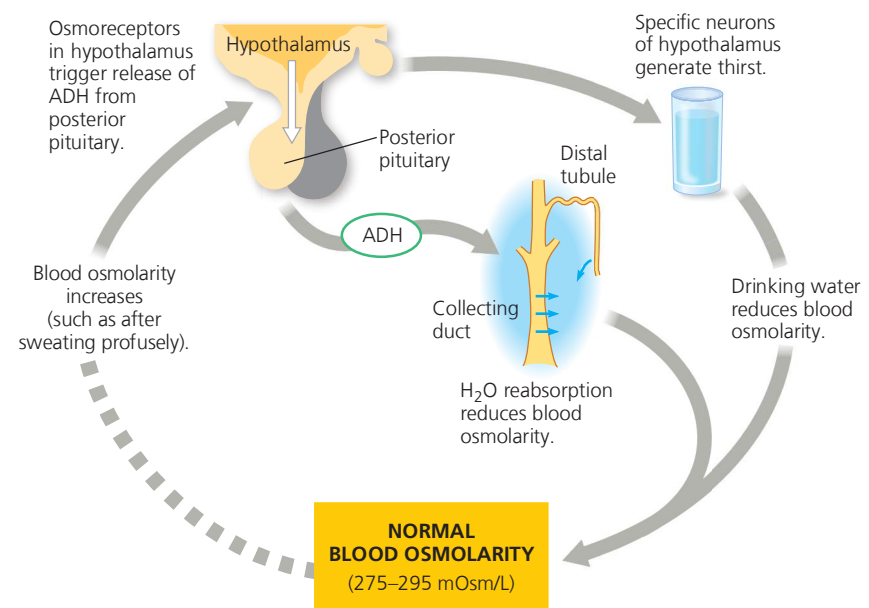 Osmoreceptors
in hypothalamus
trigger release of
ADH from
posterior
pituitary.
Hypothalamus
Specific neurons
of hypothalamus
generate thirst.
Posterior
pituitary
Distal
tubule
ADH
Blood osmolarity
increases
(such as after
sweating profusely).
Collecting
duct
Drinking water
reduces blood
osmolarity.
H₂O reabsorption
reduces blood
osmolarity.
NORMAL
BLOOD OSMOLARITY
(275–295 mOsm/L)